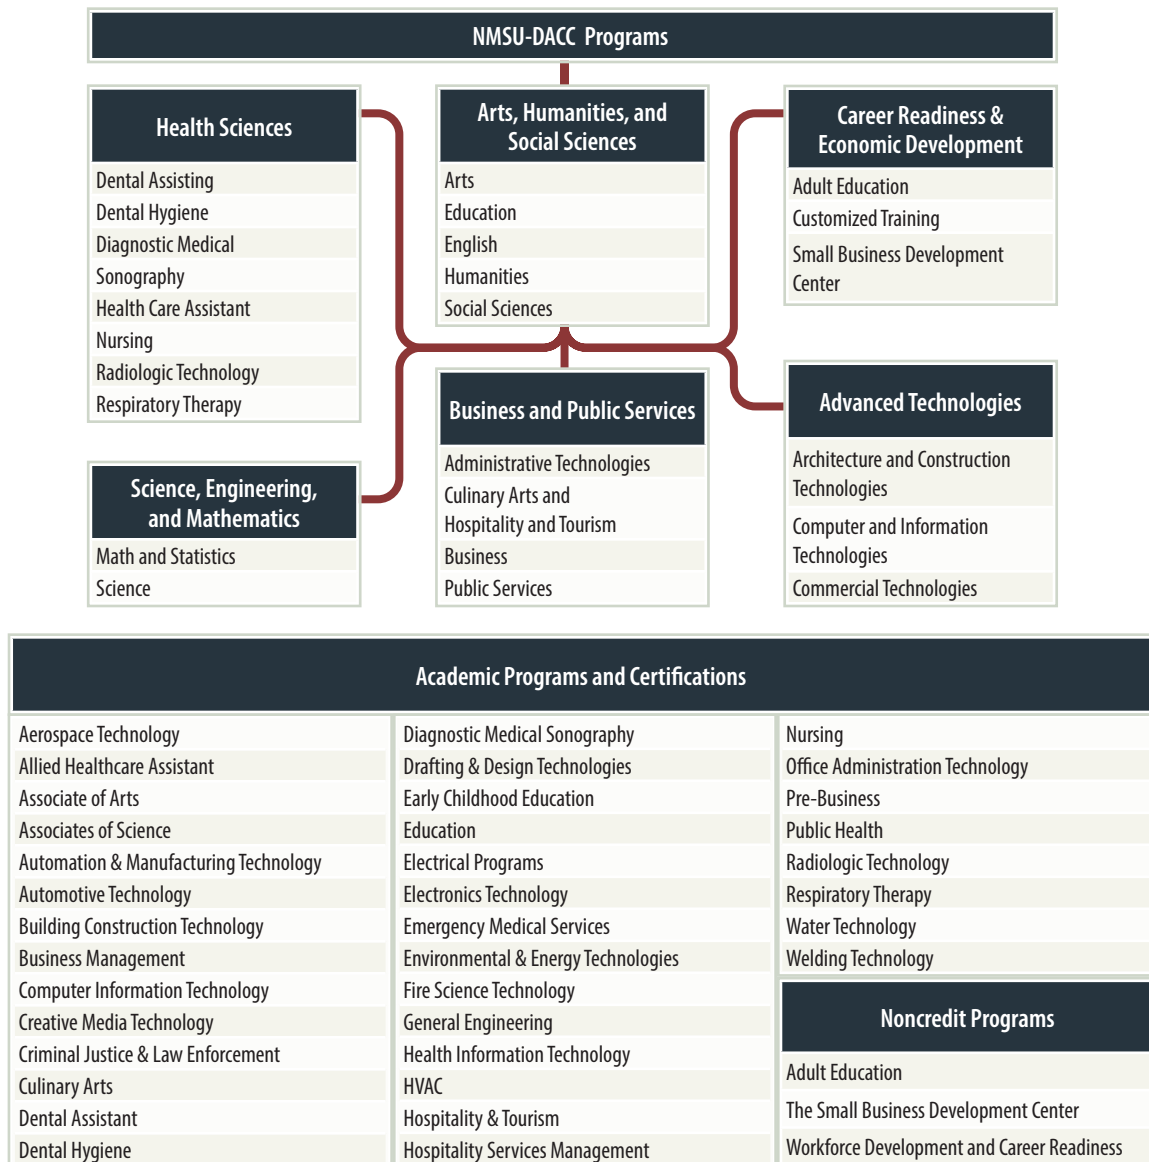 NMSU-DACC Programs
Health Sciences
Dental Assisting
Dental Hygiene
Diagnostic Medical
Sonography
Health Care Assistant
Nursing
Radiologic Technology
Respiratory Therapy
Arts, Humanities, and
Social Sciences
Arts
Education
English
Humanities
Social Sciences
Career Readiness &
Economic Development
Adult Education
Customized Training
Small Business Development
Center
Science, Engineering,
and Mathematics
Math and Statistics
Science
Business and Public Services
Administrative Technologies
Culinary Arts and
Hospitality and Tourism
Business
Public Services
Advanced Technologies
Architecture and Construction
Technologies
Computer and Information
Technologies
Commercial Technologies
Academic Programs and Certifications
Aerospace Technology
Allied Healthcare Assistant
Associate of Arts
Associates of Science
Automation & Manufacturing Technology
Automotive Technology
Building Construction Technology
Business Management
Computer Information Technology
Creative Media Technology
Criminal Justice & Law Enforcement
Culinary Arts
Dental Assistant
Dental Hygiene
Diagnostic Medical Sonography
Drafting & Design Technologies
Early Childhood Education
Education
Electrical Programs
Electronics Technology
Emergency Medical Services
Environmental & Energy Technologies
Fire Science Technology
General Engineering
Health Information Technology
HVAC
Hospitality & Tourism
Hospitality Services Management
Nursing
Office Administration Technology
Pre-Business
Public Health
Radiologic Technology
Respiratory Therapy
Water Technology
Welding Technology
Noncredit Programs
Adult Education
The Small Business Development Center
Workforce Development and Career Readiness